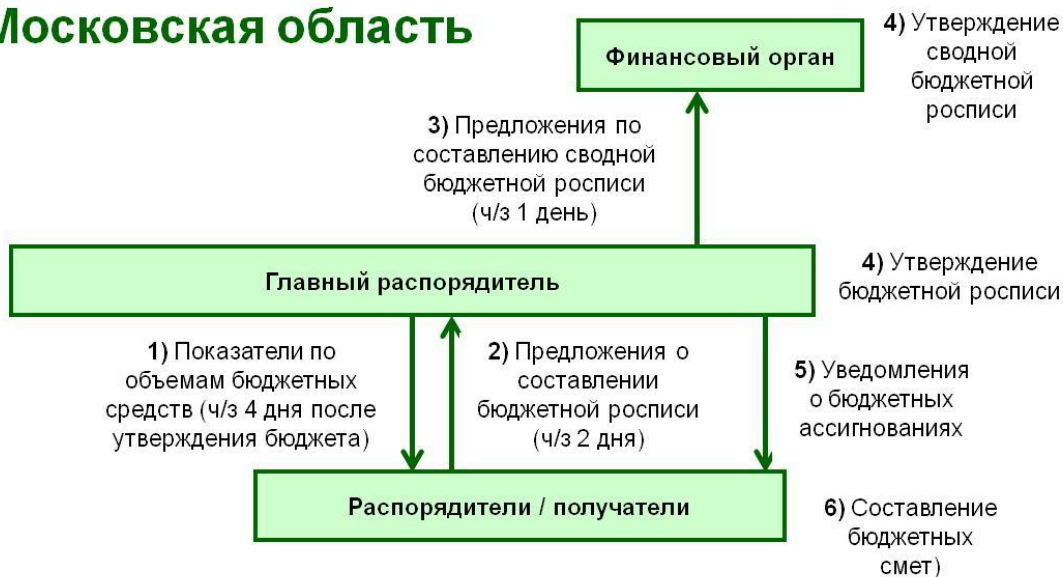 Московская область
Финансовый орган
4) Утверждение
сводной
бюджетной
росписи
3) Предложения по
составлению сводной
бюджетной росписи
(ч/з 1 день)
Главный распорядитель
4) Утверждение
бюджетной росписи
1) Показатели по
объемам бюджетных
средств (ч/з 4 дня после
утверждения бюджета)
2) Предложения о
составлении
бюджетной росписи
(ч/з 2 дня)
5) Уведомления
о бюджетных
ассигнованиях
Распорядители / получатели
6) Составление
бюджетных
смет)